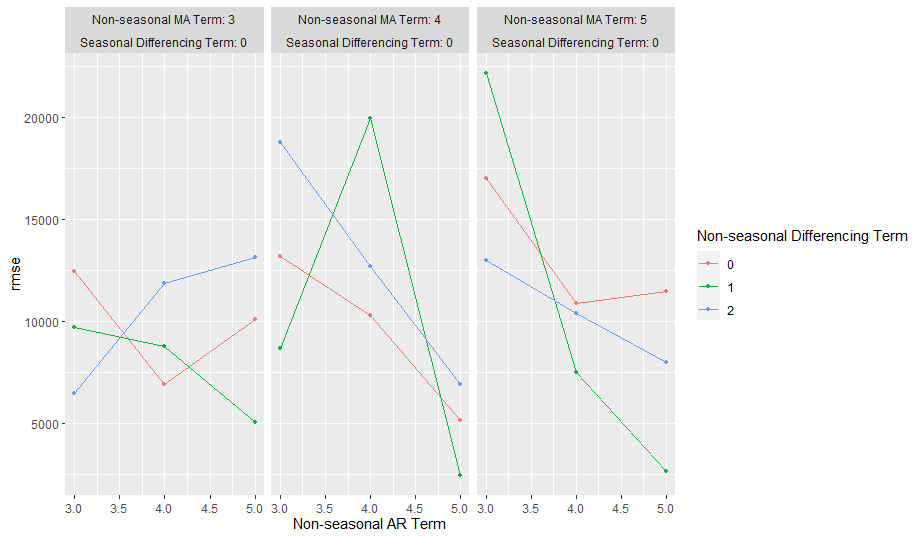 Non-seasonal MA Term: 3
Seasonal Differencing Term: 0
Non-seasonal MA Term: 4
Seasonal Differencing Term: 0
Non-seasonal MA Term: 5
Seasonal Differencing Term: 0
rmse
20000
15000
10000
5000
3.0 3.5 4.0 4.5 5.0
3.0 3.5 4.0 4.5 5.0
3.0 3.5 4.0 4.5 5.0
Non-seasonal AR Term
Non-seasonal Differencing Term
0
1
2